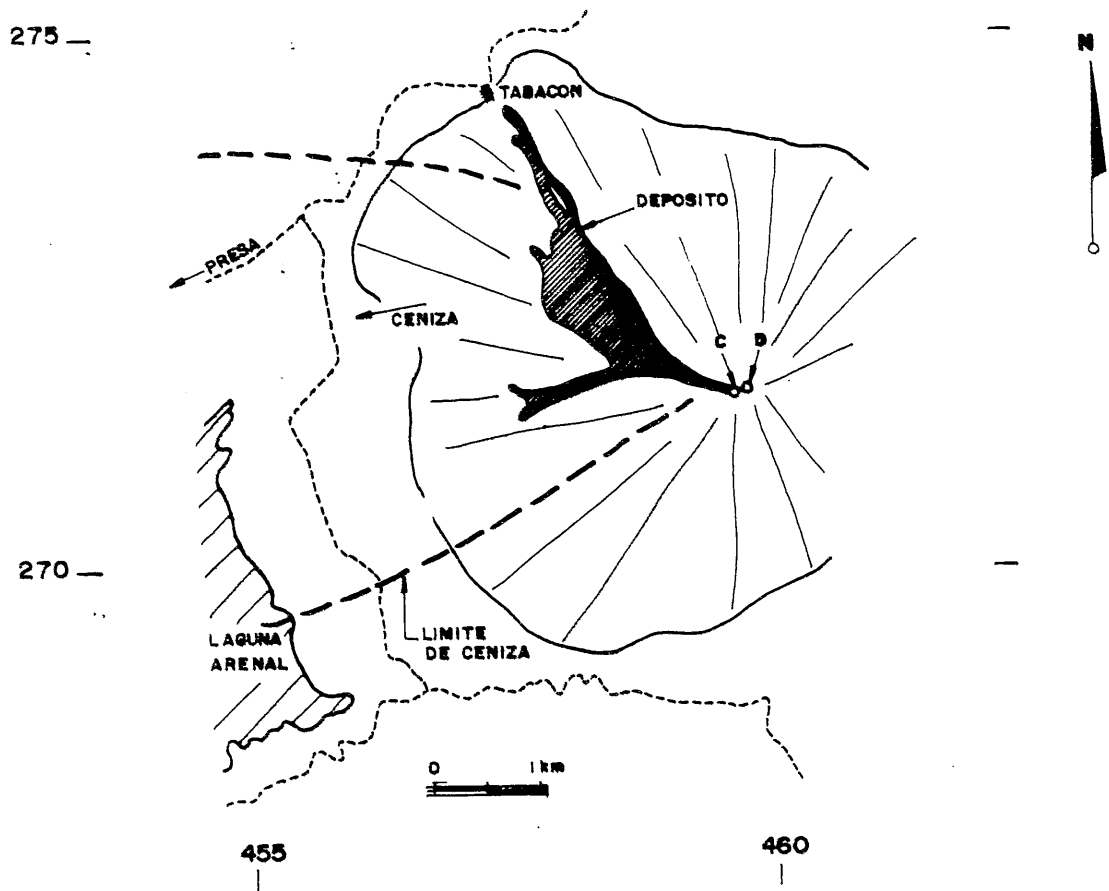 275
N
TABACON
DEPOSITO
PRESA
CENIZA
C D
270
LAGUNA
ARENAL
LIMITE
DE CENIZA
0 1 km
455
460